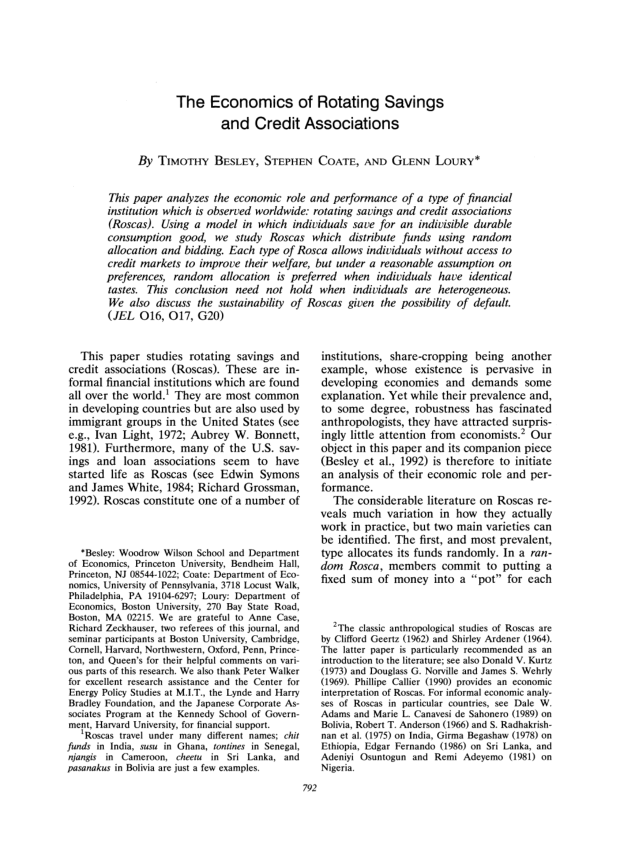 The Economics of Rotating Savings
and Credit Associations
By TIMOTHY BESLEY, STEPHEN COATE, AND GLENN LOURY*
This paper analyzes the economic role and performance of a type of financial
institution which is observed worldwide: rotating savings and credit associations
(Roscas). Using a model in which individuals save for an indivisible durable
consumption good, we study Roscas which distribute funds using random
allocation and bidding. Each type of Rosca allows individuals without access to
credit markets to improve their welfare, but under a reasonable assumption on
preferences, random allocation is preferred when individuals have identical
tastes. This conclusion need not hold when individuals are heterogeneous.
We also discuss the sustainability of Roscas given the possibility of default.
(JEL O16, O17, G20)
This paper studies rotating savings and
credit associations (Roscas). These are in-
formal financial institutions which are found
all over the world.¹ They are most common
in developing countries but are also used by
immigrant groups in the United States (see
e.g., Ivan Light, 1972; Aubrey W. Bonnett,
1981). Furthermore, many of the U.S. sav-
ings and loan associations seem to have
started life as Roscas (see Edwin Symons
and James White, 1984; Richard Grossman,
1992). Roscas constitute one of a number of
*Besley: Woodrow Wilson School and Department
of Economics, Princeton University, Bendheim Hall,
Princeton, NJ 08544-1022; Coate: Department of Eco-
nomics, University of Pennsylvania, 3718 Locust Walk,
Philadelphia, PA 19104-6297; Loury: Department of
Economics, Boston University, 270 Bay State Road,
Boston, MA 02215. We are grateful to Anne Case,
Richard Zeckhauser, two referees of this journal, and
seminar participants at Boston University, Cambridge,
Cornell, Harvard, Northwestern, Oxford, Penn, Prince-
ton, and Queen's for their helpful comments on vari-
ous parts of this research. We also thank Peter Walker
for excellent research assistance and the Center for
Energy Policy Studies at M.I.T., the Lynde and Harry
Bradley Foundation, and the Japanese Corporate As-
sociates Program at the Kennedy School of Govern-
ment, Harvard University, for financial support.
¹Roscas travel under many different names; chit
funds in India, susu in Ghana, tontines in Senegal,
njangis in Cameroon, cheetu in Sri Lanka, and
pasanakus in Bolivia are just a few examples.
institutions, share-cropping being another
example, whose existence is pervasive in
developing economies and demands some
explanation. Yet while their prevalence and,
to some degree, robustness has fascinated
anthropologists, they have attracted surpris-
ingly little attention from economists.² Our
object in this paper and its companion piece
(Besley et al., 1992) is therefore to initiate
an analysis of their economic role and per-
formance.
The considerable literature on Roscas re-
veals much variation in how they actually
work in practice, but two main varieties can
be identified. The first, and most prevalent,
type allocates its funds randomly. In a ran-
dom Rosca, members commit to putting a
fixed sum of money into a “pot” for each
²The classic anthropological studies of Roscas are
by Clifford Geertz (1962) and Shirley Ardener (1964).
The latter paper is particularly recommended as an
introduction to the literature; see also Donald V. Kurtz
(1973) and Douglass G. Norville and James S. Wehrly
(1969). Phillipe Callier (1990) provides an economic
interpretation of Roscas. For informal economic analy-
ses of Roscas in particular countries, see Dale W.
Adams and Marie L. Canavesi de Sahonero (1989) on
Bolivia, Robert T. Anderson (1966) and S. Radhakrish-
nan et al. (1975) on India, Girma Begashaw (1978) on
Ethiopia, Edgar Fernando (1986) on Sri Lanka, and
Adeniyi Osuntogun and Remi Adeyemo (1981) on
Nigeria.
792